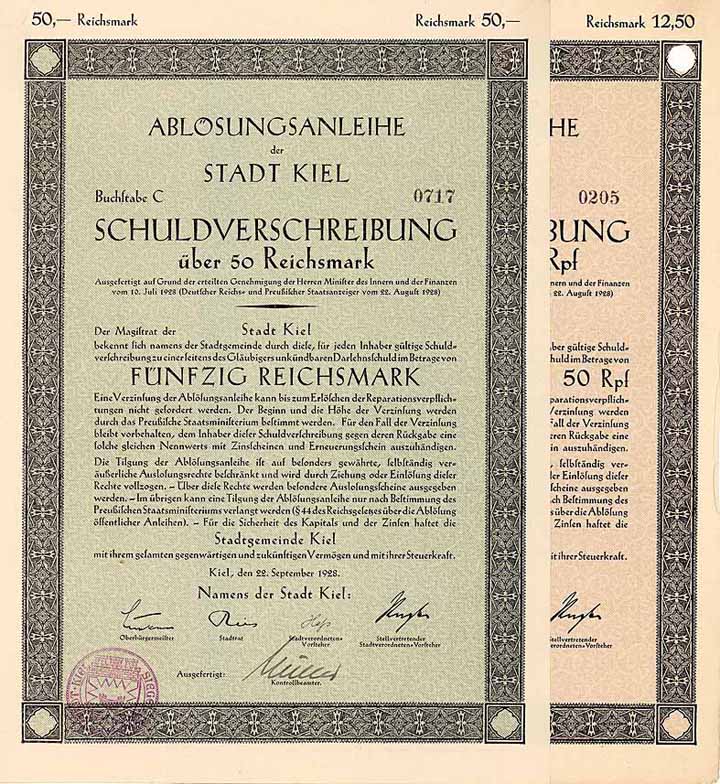 50,— Reichsmark
Reichsmark 50,—
ABLÖSUNGSANLEIHE
der
STADT KIEL
Buchstabe C
0717
SCHULDVERSCHREIBUNG
über 50 Reichsmark
Ausgefertigt auf Grund der erteilten Genehmigung der Herren Minister des Innern und der Finanzen
vom 10. Juli 1928 (Deutscher Reichs- und Preußischer Staatsanzeiger vom 22. August 1928)
Der Magistrat der Stadt Kiel
bekennt sich namens der Stadtgemeinde durch diese, für jeden Inhaber gültige Schuld-
verschreibung zu einer seitens des Gläubigers unkündbaren Darlehnsschuld im Betrage von
FÜNFZIG REICHSMARK
Eine Verzinsung der Ablösungsanleihe kann bis zum Erlöschen der Reparationsverpflich-
tungen nicht gefordert werden. Der Beginn und die Höhe der Verzinsung werden
durch das Preußische Staatsministerium bestimmt werden. Für den Fall der Verzinsung
bleibt vorbehalten, dem Inhaber dieser Schuldverschreibung gegen deren Rückgabe eine
solche gleichen Nennwerts mit Zinsscheinen und Erneuerungsschein auszuhändigen.
Die Tilgung der Ablösungsanleihe ist auf besonders gewährte, selbständig ver-
äußerliche Auslosungsrechte beschränkt und wird durch Ziehung oder Einlösung dieser
Rechte vollzogen. – Über diese Rechte werden besondere Auslosungsscheine ausgegeben
werden. – Im übrigen kann eine Tilgung der Ablösungsanleihe nur nach Bestimmung des
Preußischen Staatsministeriums verlangt werden (§ 44 des Reichsgesetzes über die Ablösung
öffentlicher Anleihen). – Für die Sicherheit des Kapitals und der Zinsen haftet die
Stadtgemeinde Kiel
mit ihrem gesamten gegenwärtigen und zukünftigen Vermögen und mit ihrer Steuerkraft.
Kiel, den 22. September 1928.
Namens der Stadt Kiel:
Oberbürgermeister
Stadtrat
Stadtverordneten-
Vorsteher
Stellvertretender
Stadtverordneten-Vorsteher
Ausgefertigt:
Kontrollbeamter.
Reichsmark 12,50
HE
0205
BUNG
Rpf
nern und der Finanzen
22. August 1928)
ber gültige Schuld-
huld im Betrage von
50 Rpf
parationsverpflich-
Verzinsung werden
Fall der Verzinsung
eren Rückgabe eine
in auszuhändigen.
, selbständig ver-
er Einlösung dieser
scheine ausgegeben
ch Bestimmung des
s über die Ablösung
Zinsen haftet die
it ihrer Steuerkraft.
tellvertretender
erordneten-Vorsteher